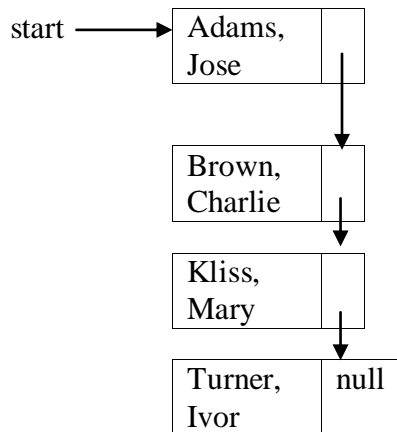 start
Adams,
Jose
Brown,
Charlie
Kliss,
Mary
Turner, null
Ivor